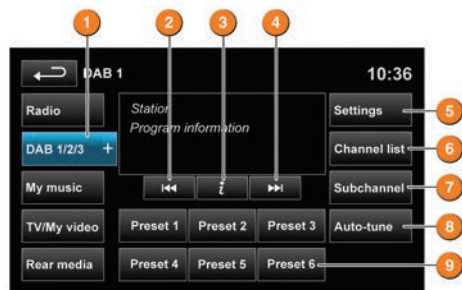 1 2 3 4
DAB 1 10:36
Radio Station Settings 5
Program information
DAB 1/2/3 + Channel list 6
My music i Subchannel 7
TV/My video Preset 1 Preset 2 Preset 3 Auto-tune 8
Rear media Preset 4 Preset 5 Preset 6 9